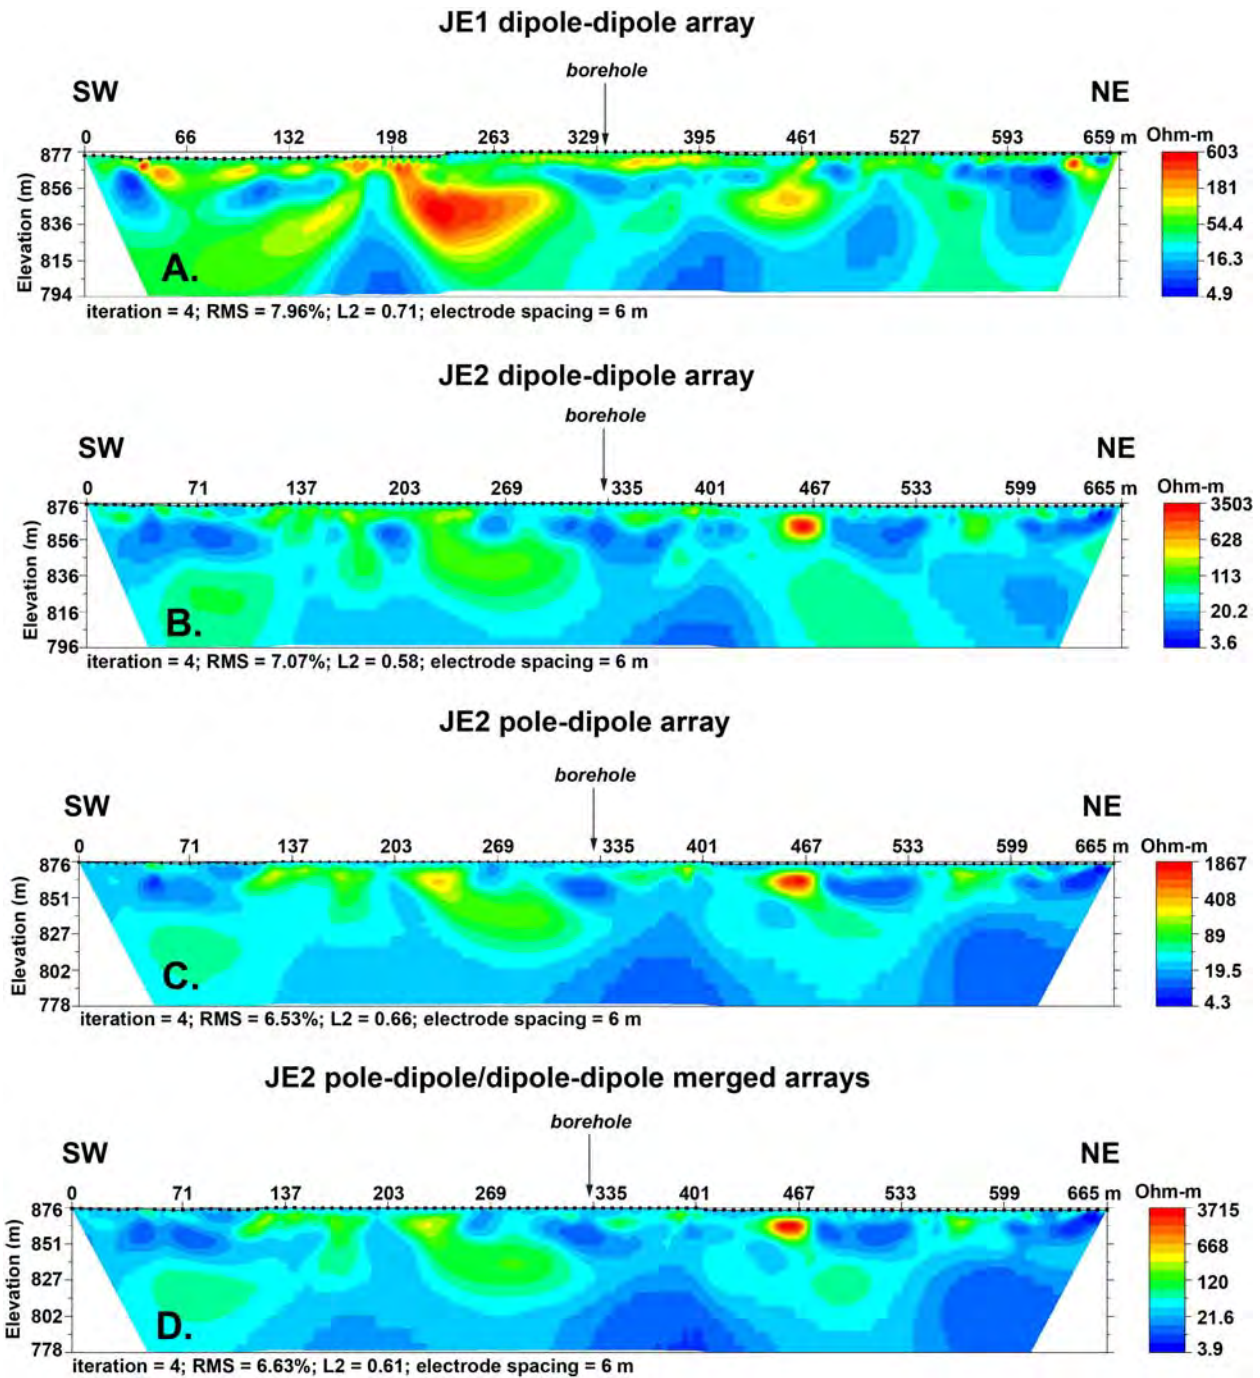 JE1 dipole-dipole array
borehole
SW NE
0 66 132 198 263 329 395 461 527 593 659 m Ohm-m
877 603
856 181
836 54.4
815 16.3
794 4.9
Elevation (m)
A.
iteration = 4; RMS = 7.96%; L2 = 0.71; electrode spacing = 6 m
JE2 dipole-dipole array
borehole
SW NE
0 71 137 203 269 335 401 467 533 599 665 m Ohm-m
876 3503
856 628
836 113
816 20.2
796 3.6
Elevation (m)
B.
iteration = 4; RMS = 7.07%; L2 = 0.58; electrode spacing = 6 m
JE2 pole-dipole array
borehole
SW NE
0 71 137 203 269 335 401 467 533 599 665 m Ohm-m
876 1867
851 408
827 89
802 19.5
778 4.3
Elevation (m)
C.
iteration = 4; RMS = 6.53%; L2 = 0.66; electrode spacing = 6 m
JE2 pole-dipole/dipole-dipole merged arrays
borehole
SW NE
0 71 137 203 269 335 401 467 533 599 665 m Ohm-m
876 3715
851 668
827 120
802 21.6
778 3.9
Elevation (m)
D.
iteration = 4; RMS = 6.63%; L2 = 0.61; electrode spacing = 6 m